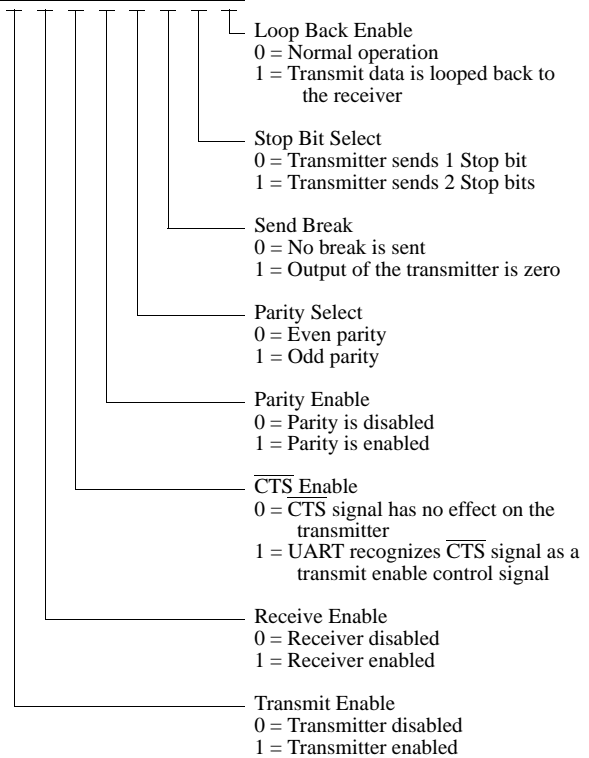 Loop Back Enable
0 = Normal operation
1 = Transmit data is looped back to
the receiver
Stop Bit Select
0 = Transmitter sends 1 Stop bit
1 = Transmitter sends 2 Stop bits
Send Break
0 = No break is sent
1 = Output of the transmitter is zero
Parity Select
0 = Even parity
1 = Odd parity
Parity Enable
0 = Parity is disabled
1 = Parity is enabled
C̅T̅S̅ Enable
0 = C̅T̅S̅ signal has no effect on the
transmitter
1 = UART recognizes C̅T̅S̅ signal as a
transmit enable control signal
Receive Enable
0 = Receiver disabled
1 = Receiver enabled
Transmit Enable
0 = Transmitter disabled
1 = Transmitter enabled